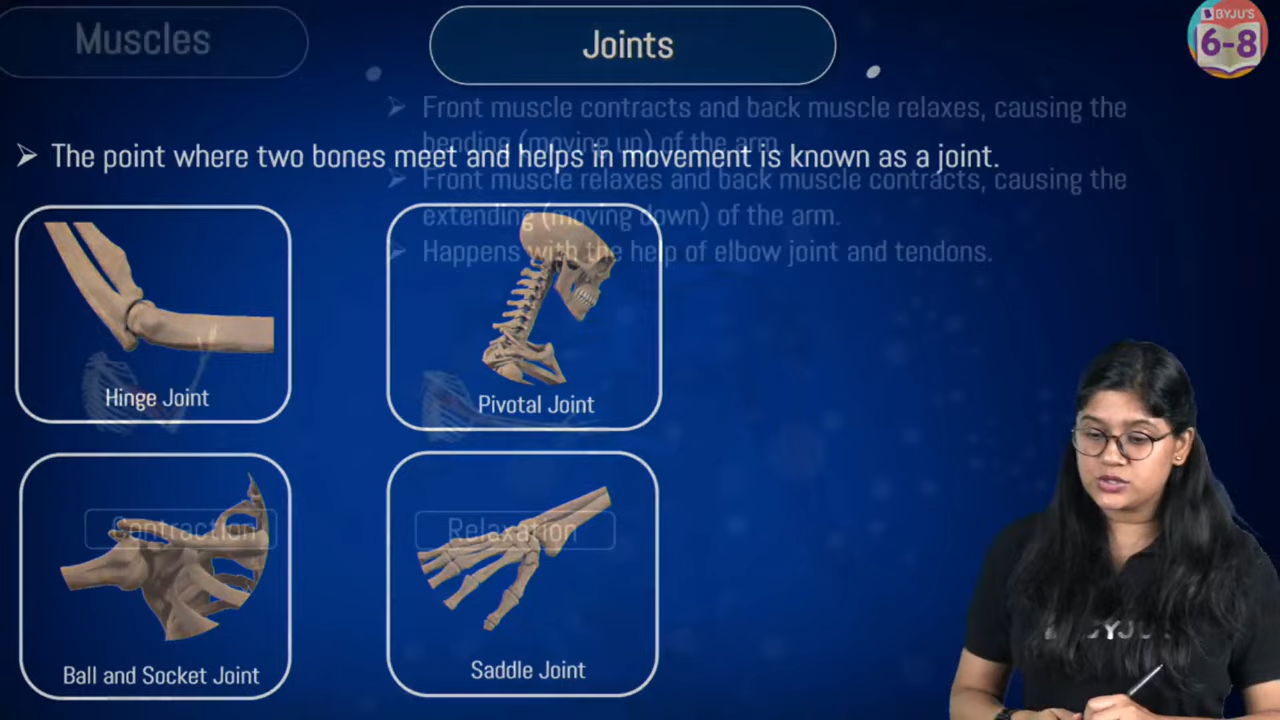 Muscles
Joints
BYJU'S
6-8
Front muscle contracts and back muscle relaxes, causing the
bending (moving up) of the arm
➢ The point where two bones meet and helps in movement is known as a joint.
Front muscle relaxes and back muscle contracts, causing the
extending (moving down) of the arm.
Happens with the help of elbow joint and tendons.
Hinge Joint
Pivotal Joint
Contraction
Relaxation
Ball and Socket Joint
Saddle Joint